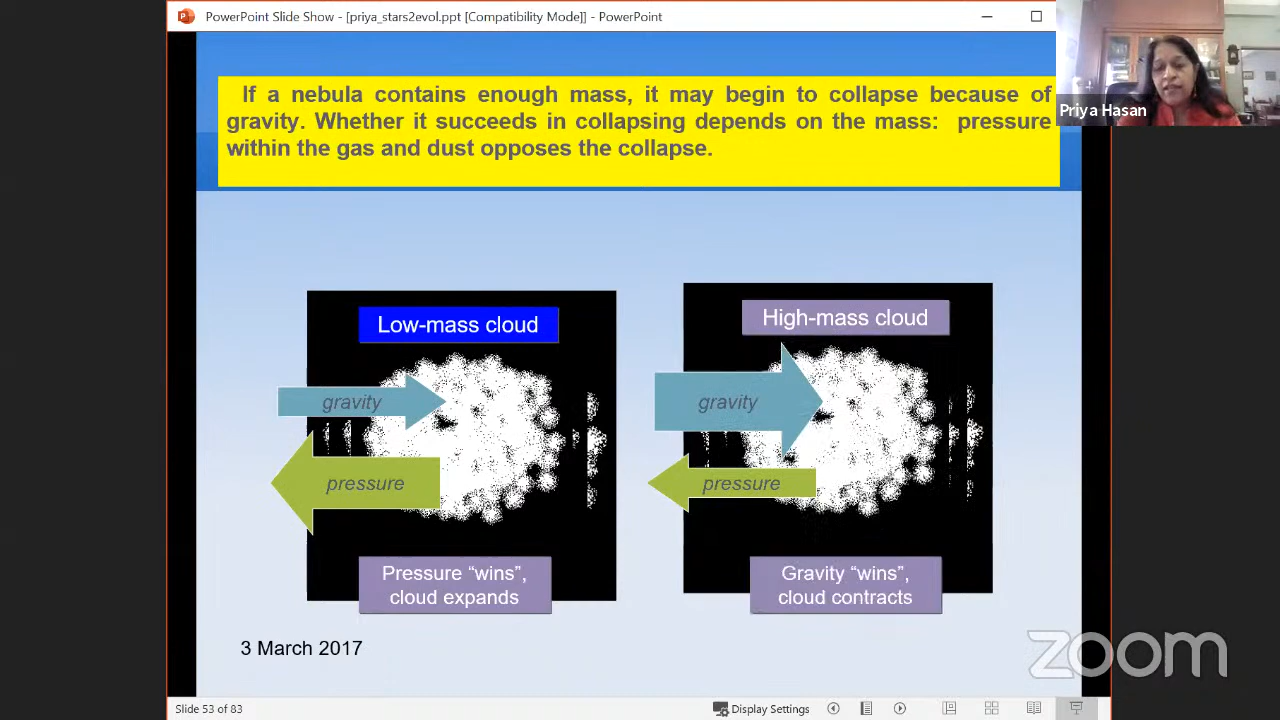 PowerPoint Slide Show - [priya_stars2evol.ppt [Compatibility Mode]] - PowerPoint
Priya Hasan
If a nebula contains enough mass, it may begin to collapse because of
gravity. Whether it succeeds in collapsing depends on the mass: pressure
within the gas and dust opposes the collapse.
Low-mass cloud
gravity
pressure
Pressure “wins”,
cloud expands
High-mass cloud
gravity
pressure
Gravity “wins”,
cloud contracts
3 March 2017
zoom
Slide 53 of 83
Display Settings